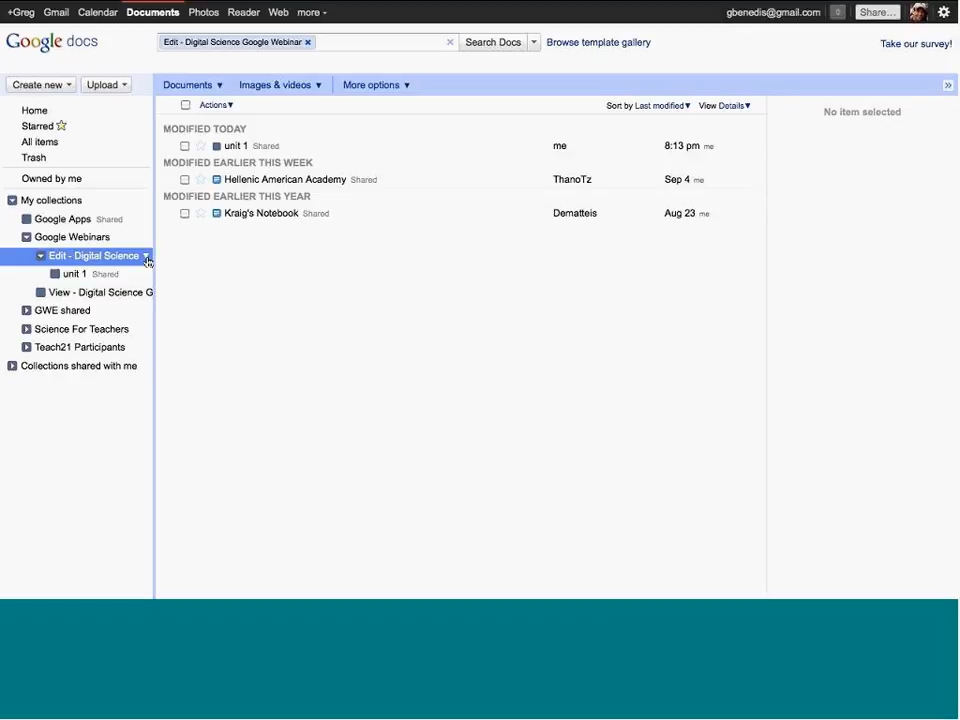 +Greg Gmail Calendar Documents Photos Reader Web more gbenedis@gmail.com 0 Share...
Google docs Edit - Digital Science Google Webinar × × Search Docs Browse template gallery Take our survey!
Create new Upload Documents Images & videos More options »
Home Actions Sort by Last modified View Details No item selected
Starred
All items
Trash
Owned by me
My collections
Google Apps Shared
Google Webinars
Edit - Digital Science
unit 1 Shared
View - Digital Science G
GWE shared
Science For Teachers
Teach21 Participants
Collections shared with me
MODIFIED TODAY
unit 1 Shared me 8:13 pm me
MODIFIED EARLIER THIS WEEK
Hellenic American Academy Shared ThanoTz Sep 4 me
MODIFIED EARLIER THIS YEAR
Kraig's Notebook Shared Dematteis Aug 23 me